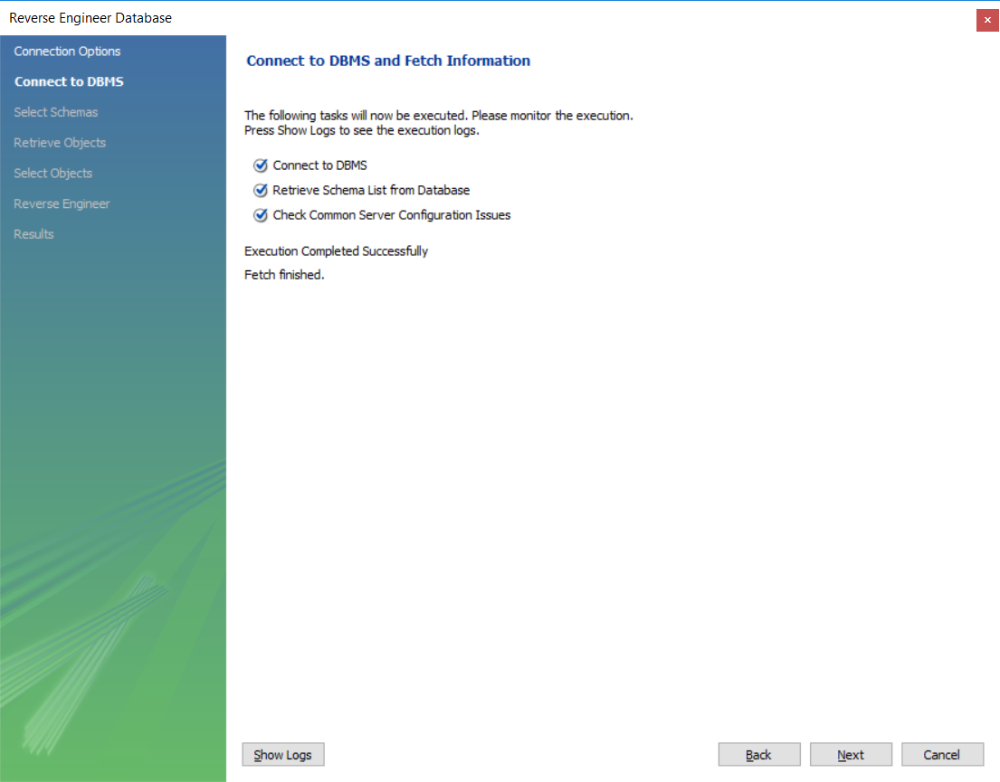 Reverse Engineer Database
Connection Options
Connect to DBMS
Select Schemas
Retrieve Objects
Select Objects
Reverse Engineer
Results
Connect to DBMS and Fetch Information
The following tasks will now be executed. Please monitor the execution.
Press Show Logs to see the execution logs.
Connect to DBMS
Retrieve Schema List from Database
Check Common Server Configuration Issues
Execution Completed Successfully
Fetch finished.
Show Logs
Back
Next
Cancel